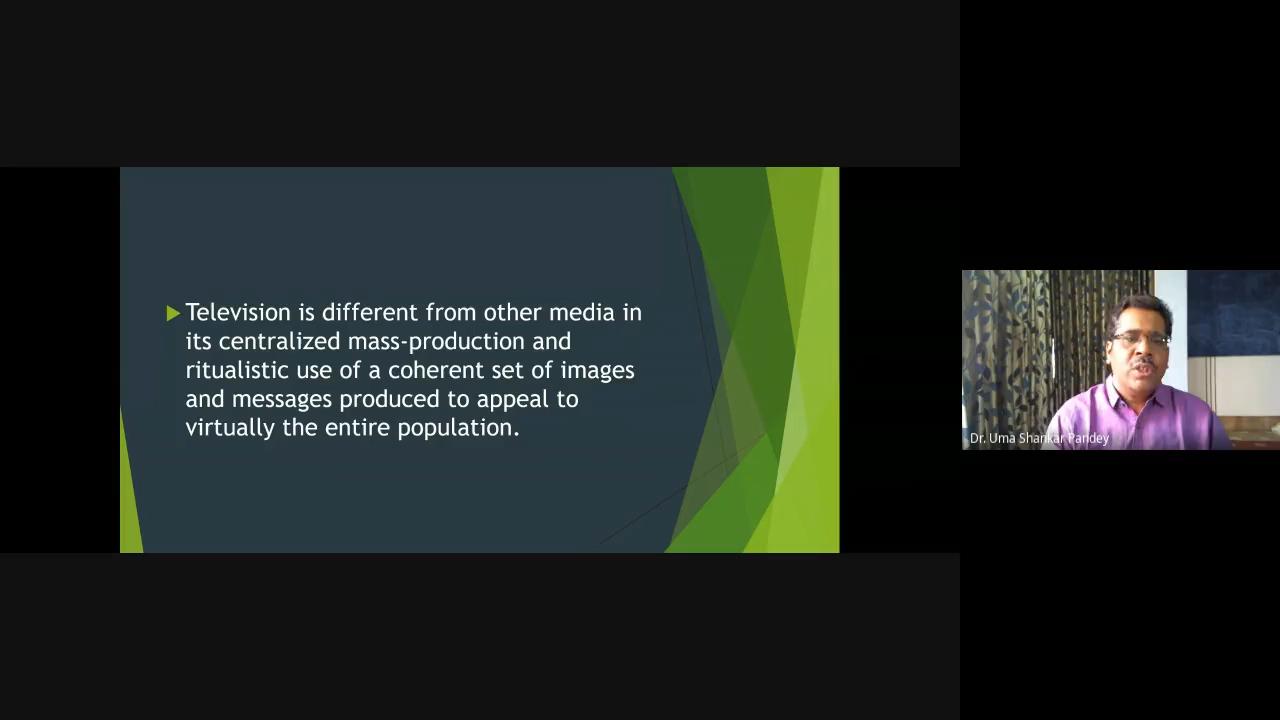 Television is different from other media in
its centralized mass-production and
ritualistic use of a coherent set of images
and messages produced to appeal to
virtually the entire population.
Dr. Uma Shankar Pandey